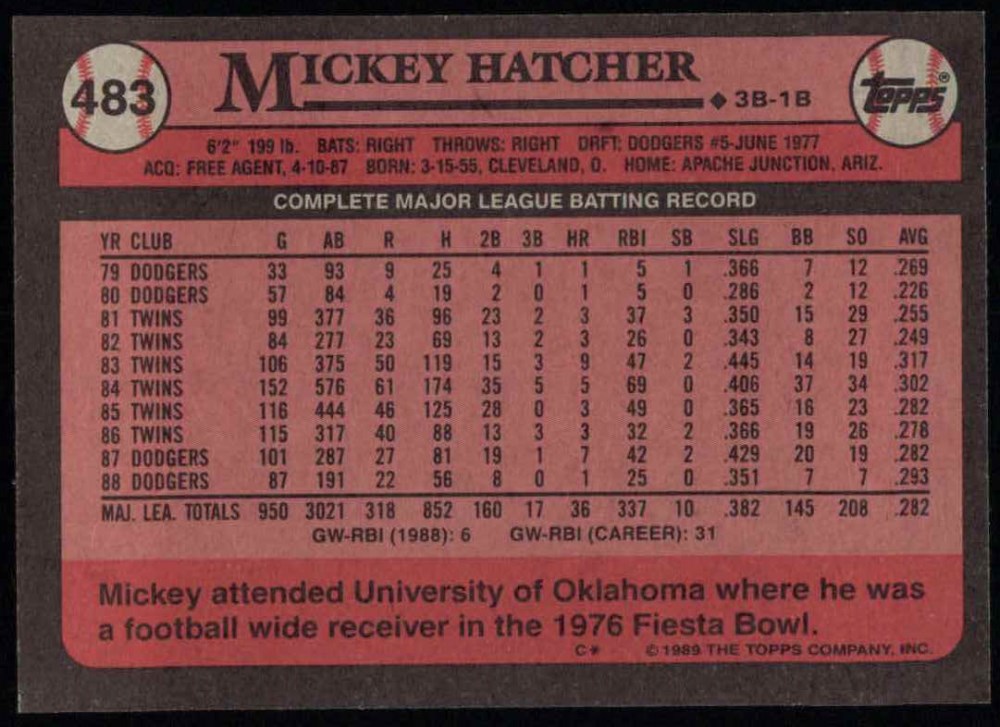 483
MICKEY HATCHER
◆ 3B-1B
TOPPS®
6'2" 199 lb. BATS: RIGHT THROWS: RIGHT DRFT: DODGERS #5-JUNE 1977
ACQ: FREE AGENT, 4-10-87 BORN: 3-15-55, CLEVELAND, O. HOME: APACHE JUNCTION, ARIZ.
COMPLETE MAJOR LEAGUE BATTING RECORD
YR CLUB G AB R H 2B 3B HR RBI SB SLG BB SO AVG
79 DODGERS 33 93 9 25 4 1 1 5 1 .366 7 12 .269
80 DODGERS 57 84 4 19 2 0 1 5 0 .286 2 12 .226
81 TWINS 99 377 36 96 23 2 3 37 3 .350 15 29 .255
82 TWINS 84 277 23 69 13 2 3 26 0 .343 8 27 .249
83 TWINS 106 375 50 119 15 3 9 47 2 .445 14 19 .317
84 TWINS 152 576 61 174 35 5 5 69 0 .406 37 34 .302
85 TWINS 116 444 46 125 28 0 3 49 0 .365 16 23 .282
86 TWINS 115 317 40 88 13 3 3 32 2 .366 19 26 .278
87 DODGERS 101 287 27 81 19 1 7 42 2 .429 20 19 .282
88 DODGERS 87 191 22 56 8 0 1 25 0 .351 7 7 .293
MAJ. LEA. TOTALS 950 3021 318 852 160 17 36 337 10 .382 145 208 .282
GW-RBI (1988): 6 GW-RBI (CAREER): 31
Mickey attended University of Oklahoma where he was
a football wide receiver in the 1976 Fiesta Bowl.
C* © 1989 THE TOPPS COMPANY, INC.